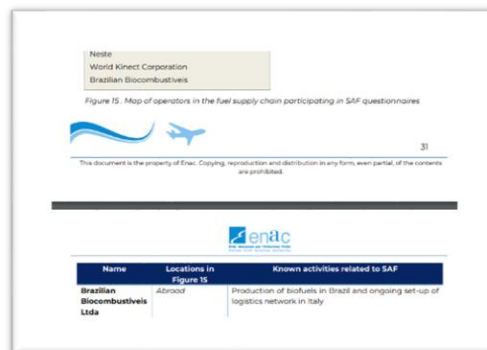 Neste
World Kinect Corporation
Brazilian Biocombustiveis
Figure 15. Map of operators in the fuel supply chain participating in SAF questionnaires
31
This document is the property of Enac. Copying, reproduction and distribution in any form, even partial, of the contents
are prohibited.
enac
Name Locations in Known activities related to SAF
Figure 15
Brazilian Abroad Production of biofuels in Brazil and ongoing set-up of
Biocombustiveis logistics network in Italy
Ltda